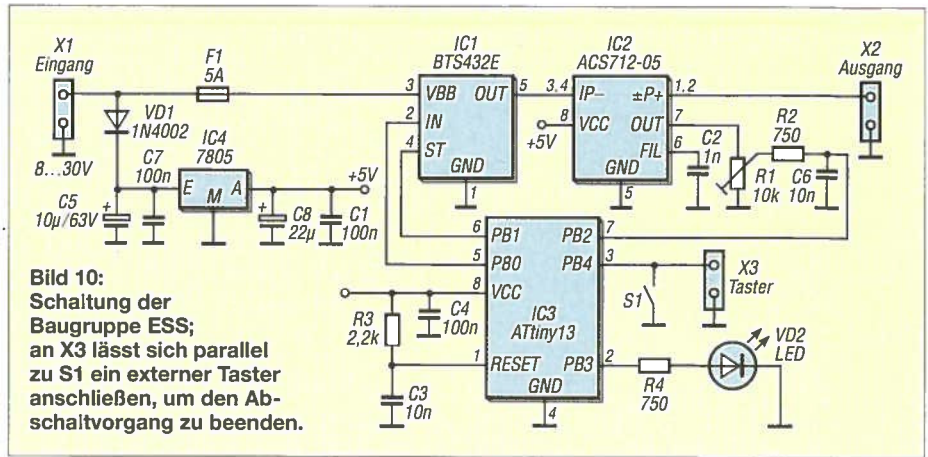 X1
Eingang
8...30V
F1
5A
VD1
1N4002
IC4
7805
E
A
M
C7
100n
C5
10µ/63V
+
+5V
+
C8
22µ
C1
100n
IC1
BTS432E
3
VBB
OUT
5
2
IN
4
ST
GND
1
IC2
ACS712-05
3,4
IP–
±P+
1,2
+5V
8
VCC
OUT
7
FIL
6
GND
5
C2
1n
R1
10k
R2
750
C6
10n
X2
Ausgang
6
PB1
PB2
7
5
PB0
PB4
3
8
VCC
IC3
ATtiny13
1
RESET
PB3
2
GND
4
R3
2,2k
C4
100n
C3
10n
S1
X3
Taster
R4
750
VD2
LED
Bild 10:
Schaltung der
Baugruppe ESS;
an X3 lässt sich parallel
zu S1 ein externer Taster
anschließen, um den Ab-
schaltvorgang zu beenden.